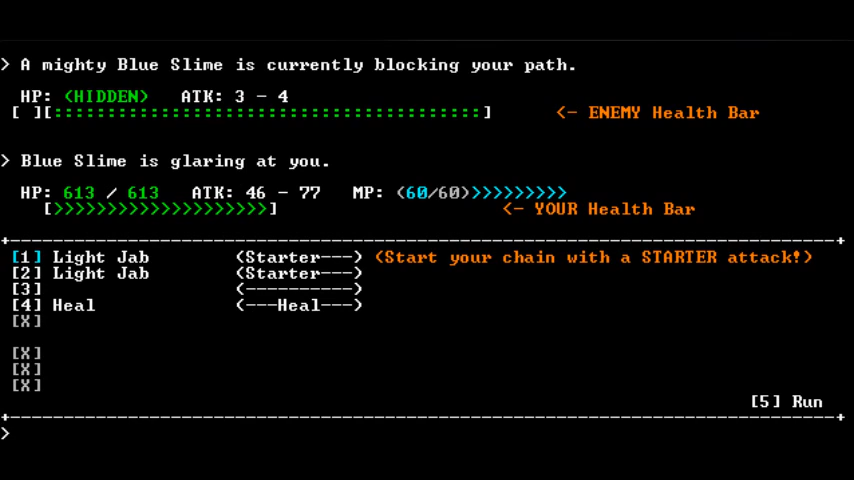 > A mighty Blue Slime is currently blocking your path.
HP: (HIDDEN) ATK: 3 - 4
[ ][::::::::::::::::::::::::::::::::::::::::] <- ENEMY Health Bar
> Blue Slime is glaring at you.
HP: 613 / 613 ATK: 46 - 77 MP: (60/60)>>>>>>>>>
[>>>>>>>>>>>>>>>>>>>>] <- YOUR Health Bar
[1] Light Jab (Starter---) (Start your chain with a STARTER attack!)
[2] Light Jab (Starter---)
[3] (----------)
[4] Heal (---Heal---)
[X]
[X]
[X]
[X]
[5] Run
>